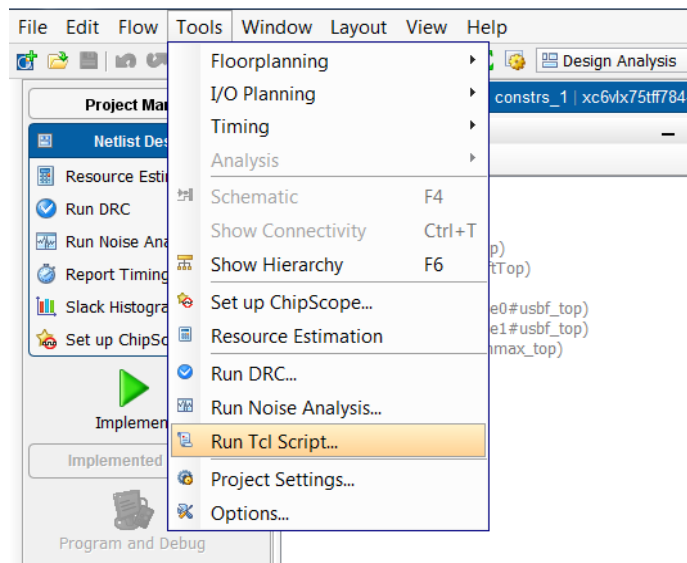 File Edit Flow Tools Window Layout View Help
Design Analysis
Project Ma
constrs_1 | xc6vlx75tff784
Netlist Des
Resource Esti
Run DRC
Run Noise Ana
Report Timing
Slack Histogra
Set up ChipSc
Implemen
Implemented
Program and Debug
Floorplanning
I/O Planning
Timing
Analysis
Schematic F4
Show Connectivity Ctrl+T
Show Hierarchy F6
Set up ChipScope...
Resource Estimation
Run DRC...
Run Noise Analysis...
Run Tcl Script...
Project Settings...
Options...
p)
tTop)
e0#usbf_top)
e1#usbf_top)
max_top)